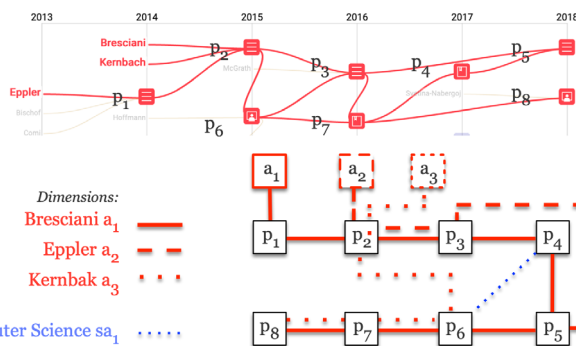 2013 2014 2015 2016 2017 2018
Bresciani
Kernbach
p2
McGrath
p3
p4
p5
Eppler
p1
p8
Bischof
Hoffmann
Comi
p6
p7
a1 a2 a3
Dimensions:
Bresciani a1
Eppler a2
Kernbak a3
p1 p2 p3 p4
uter Science sa1
p8 p7 p6 p5